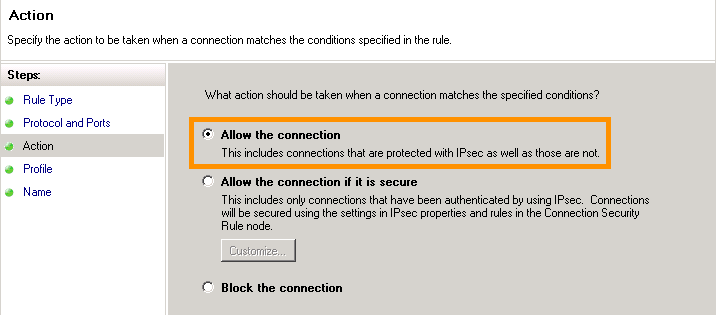 Action
Specify the action to be taken when a connection matches the conditions specified in the rule.
Steps:
Rule Type
Protocol and Ports
Action
Profile
Name
What action should be taken when a connection matches the specified conditions?
Allow the connection
This includes connections that are protected with IPsec as well as those are not.
Allow the connection if it is secure
This includes only connections that have been authenticated by using IPsec. Connections
will be secured using the settings in IPsec properties and rules in the Connection Security
Rule node.
Customize...
Block the connection